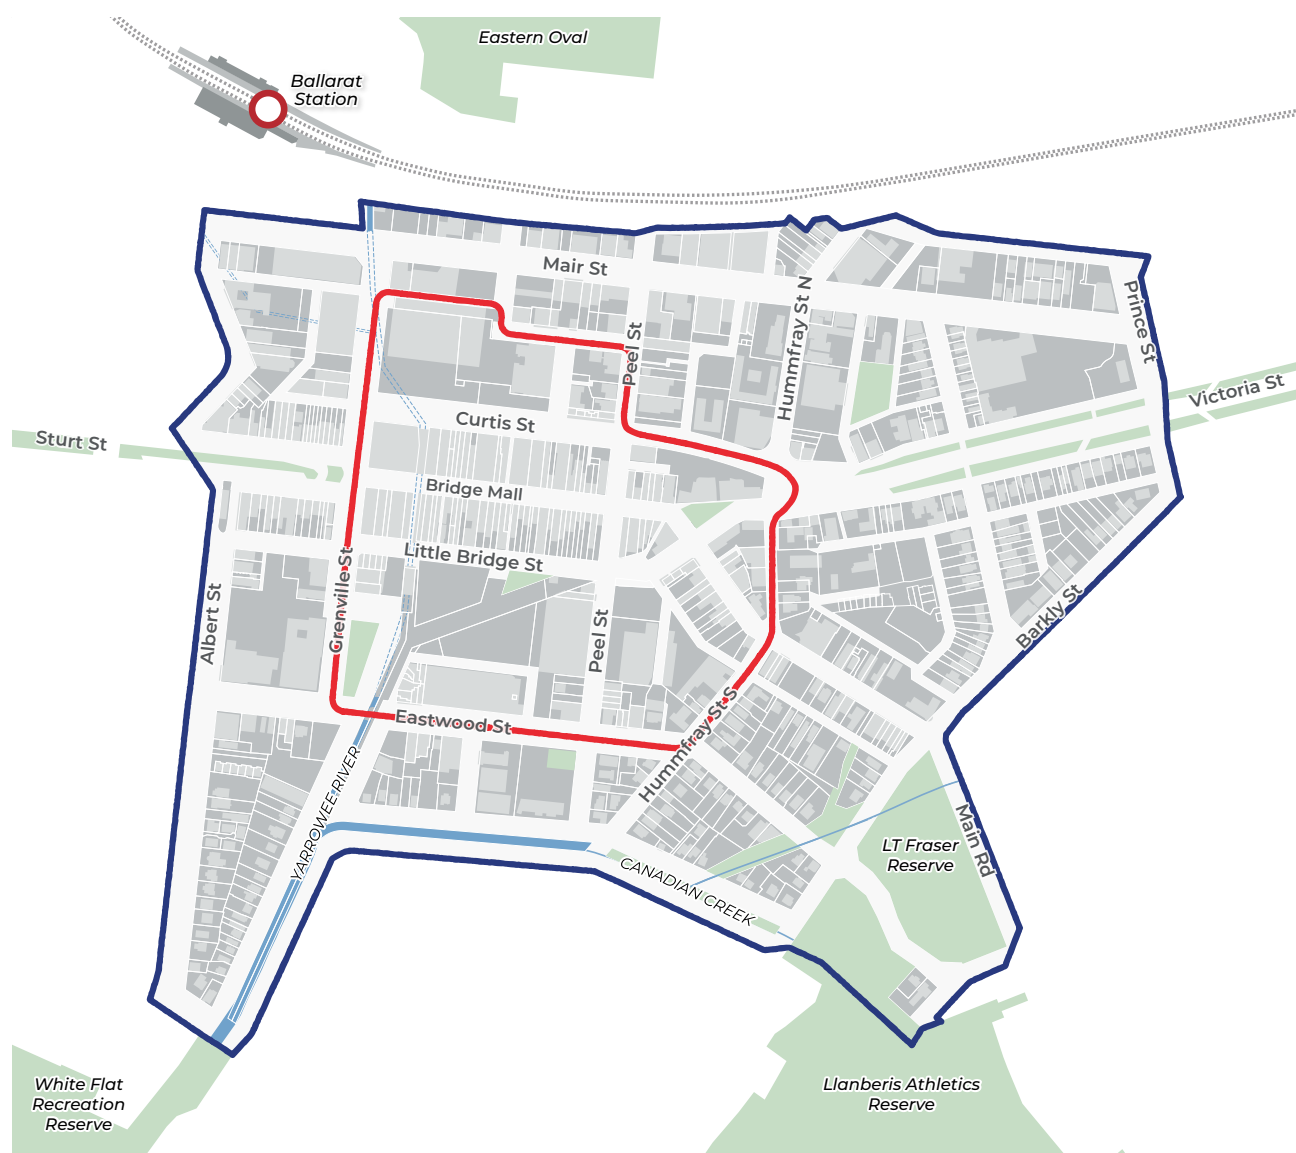 Eastern Oval
Ballarat
Station
Mair St
Hummfray St N
Prince St
Peel St
Victoria St
Curtis St
Sturt St
Bridge Mall
Little Bridge St
Grenville St
Albert St
Peel St
Barkly St
Eastwood St
Hummfray St S
YARROWEE RIVER
CANADIAN CREEK
LT Fraser
Reserve
Main Rd
White Flat
Recreation
Reserve
Llanberis Athletics
Reserve